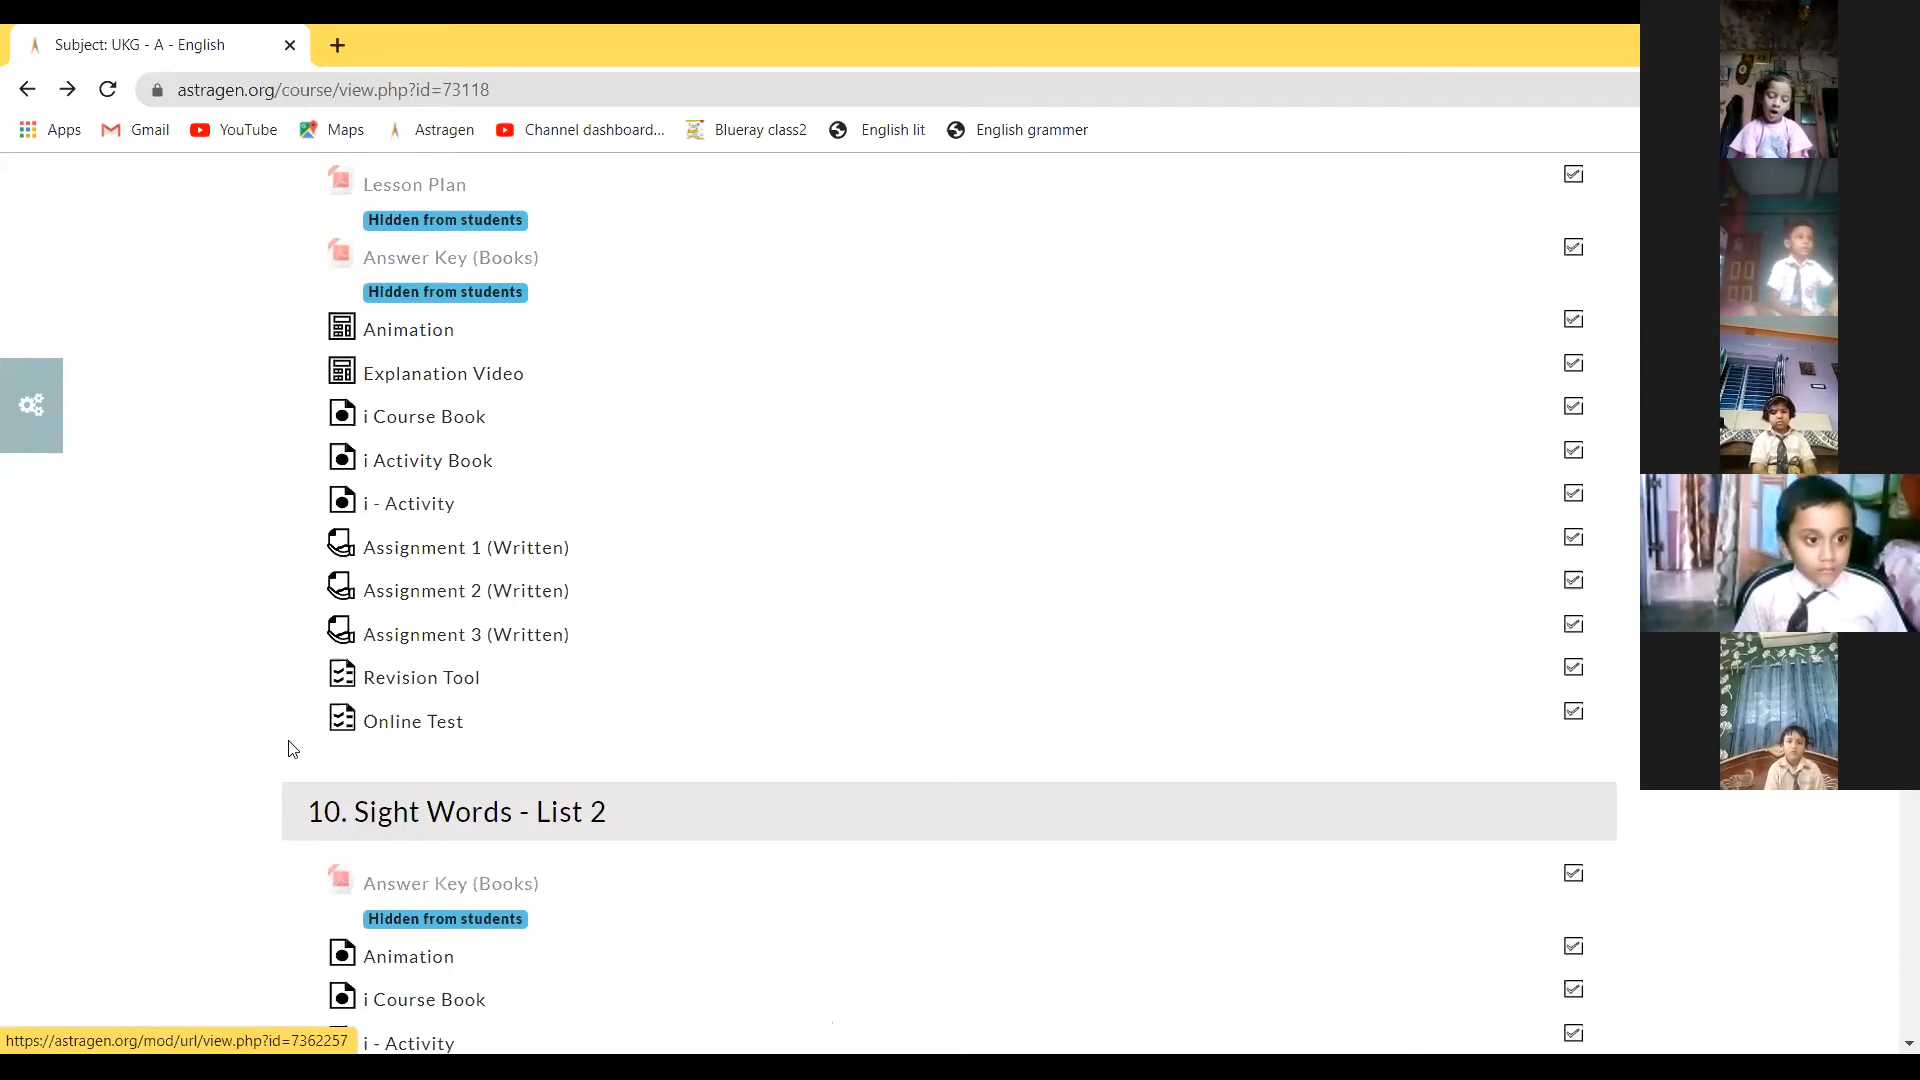 Subject: UKG - A - English
astragen.org/course/view.php?id=73118
Apps Gmail YouTube Maps Astragen Channel dashboard... Blueray class2 English lit English grammer
Lesson Plan
Hidden from students
Answer Key (Books)
Hidden from students
Animation
Explanation Video
i Course Book
i Activity Book
i - Activity
Assignment 1 (Written)
Assignment 2 (Written)
Assignment 3 (Written)
Revision Tool
Online Test
10. Sight Words - List 2
Answer Key (Books)
Hidden from students
Animation
i Course Book
i - Activity
https://astragen.org/mod/url/view.php?id=7362257